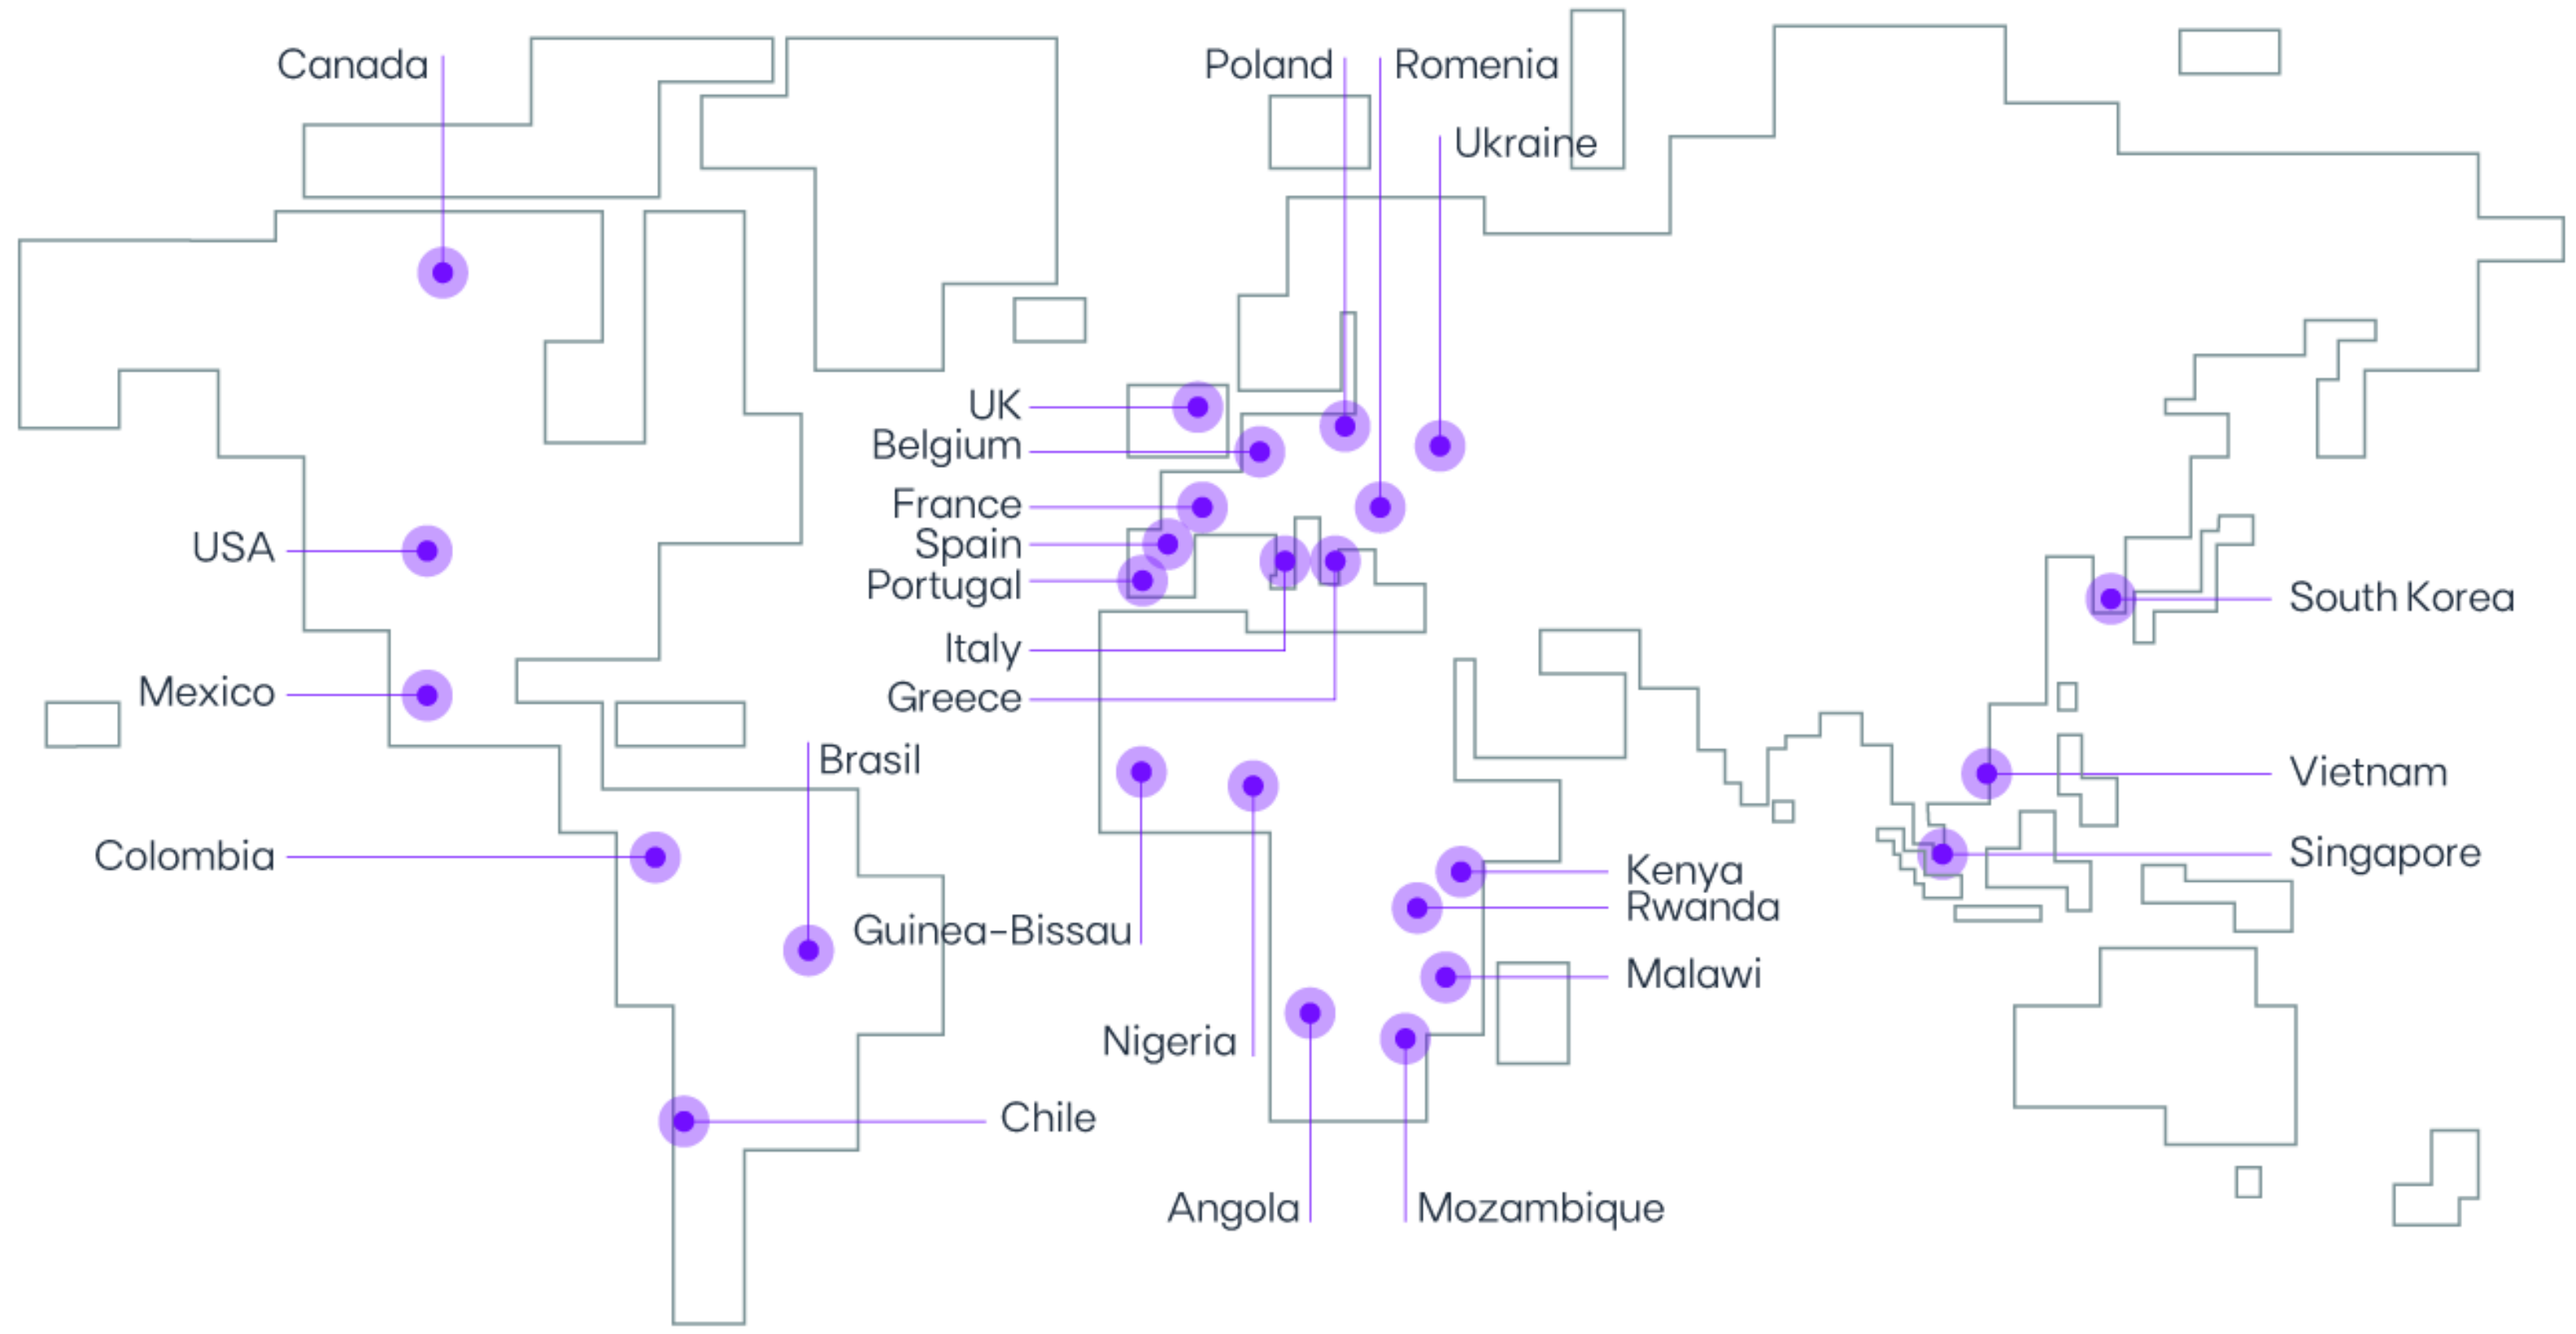 Canada
Poland
Romenia
Ukraine
UK
Belgium
France
Spain
Portugal
Italy
Greece
USA
Mexico
Brasil
Colombia
Guinea-Bissau
Nigeria
Chile
Angola
Mozambique
Kenya
Rwanda
Malawi
South Korea
Vietnam
Singapore